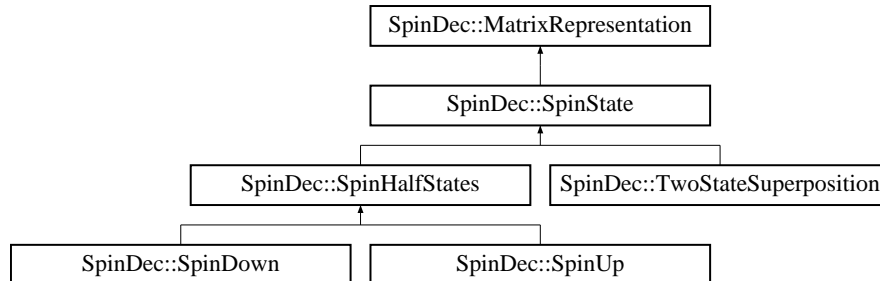 SpinDec::MatrixRepresentation
SpinDec::SpinState
SpinDec::SpinHalfStates
SpinDec::TwoStateSuperposition
SpinDec::SpinDown
SpinDec::SpinUp